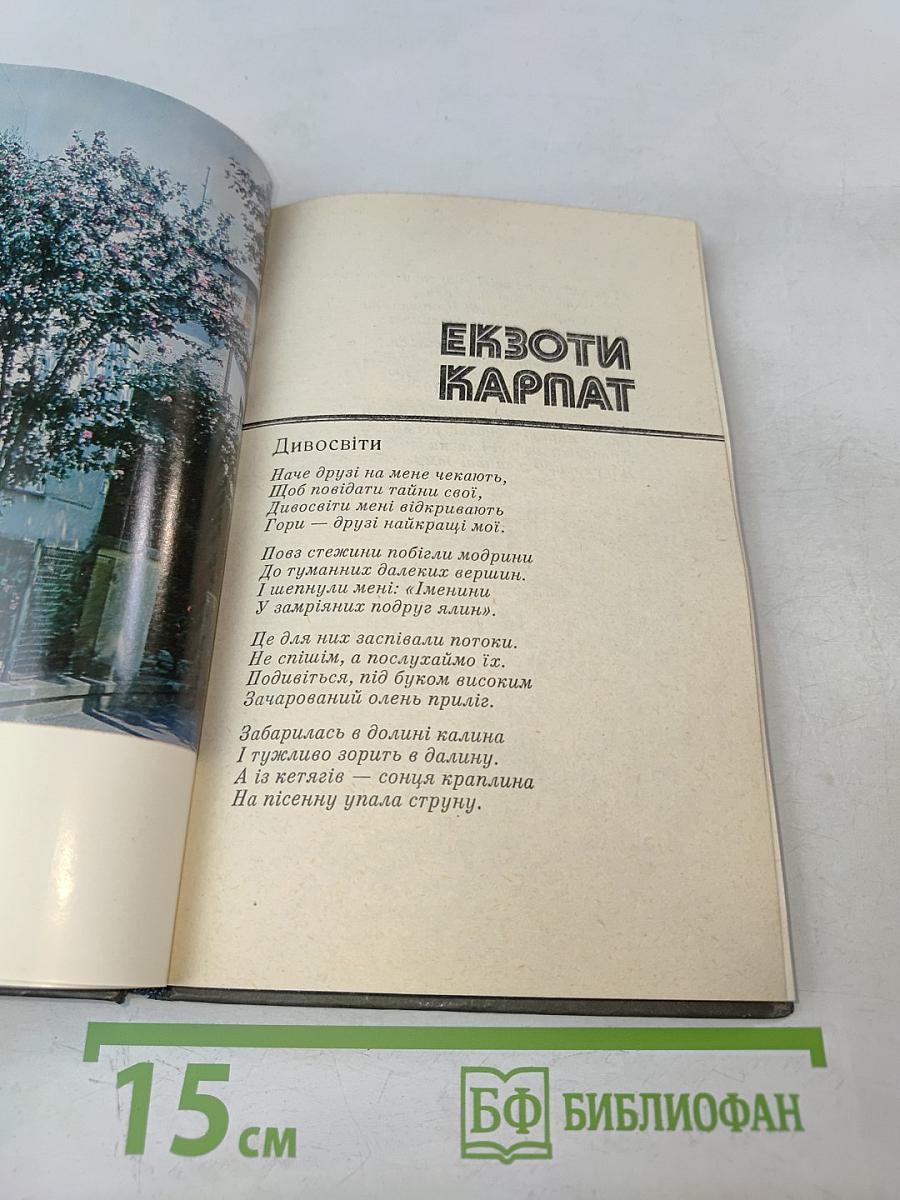 ЕКЗОТИ
КАРПАТ
Дивосвіти
Наче друзі на мене чекають,
Щоб повідати тайни свої,
Дивосвіти мені відкривають
Гори — друзі найкращі мої.
Повз стежини побігли модрини
До туманних далеких вершин.
І шепнули мені: «Іменини
У замріяних подруг ялин».
Це для них заспівали потоки.
Не спішім, а послухаймо їх.
Подивіться, під буком високим
Зачарований олень приліг.
Забарилась в долині калина
І тужливо зорить в далину.
А із кетягів — сонця краплина
На пісенну упала струну.
15 см
БФ БИБЛИОФАН